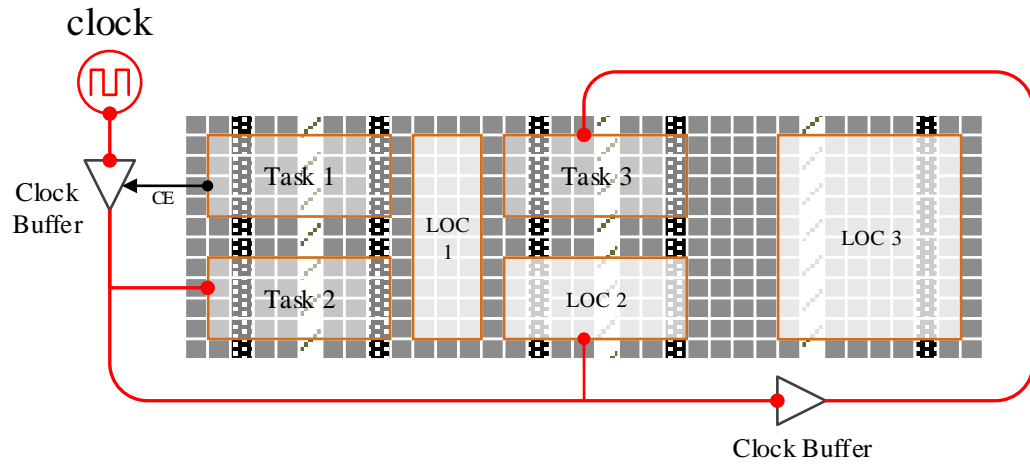 clock
Clock
Buffer
CE
Task 1
Task 2
LOC
1
Task 3
LOC 2
LOC 3
Clock Buffer